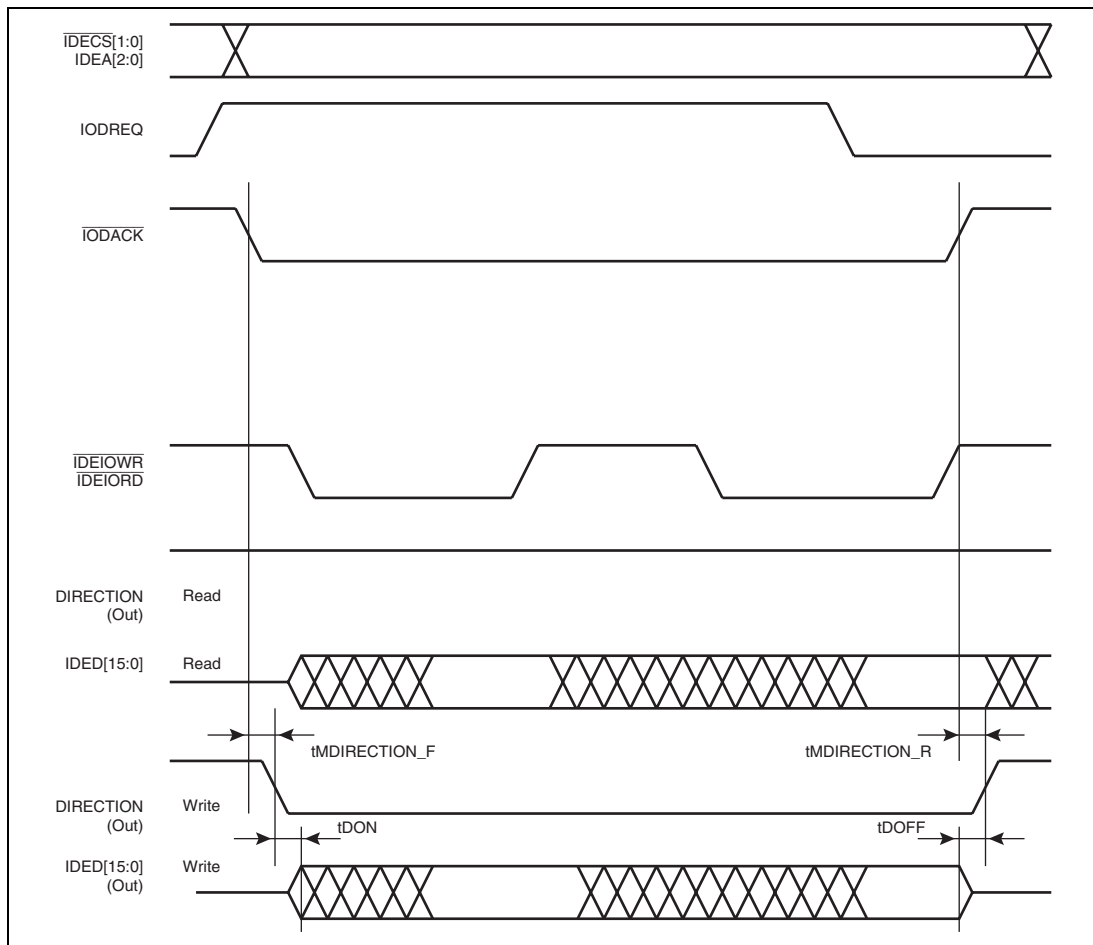 IDECS[1:0]
IDEA[2:0]
IODREQ
IODACK
IDEIOWR
IDEIORD
DIRECTION Read
(Out)
IDED[15:0] Read
tMDIRECTION_F tMDIRECTION_R
DIRECTION Write
(Out)
tDON tDOFF
IDED[15:0] Write
(Out)